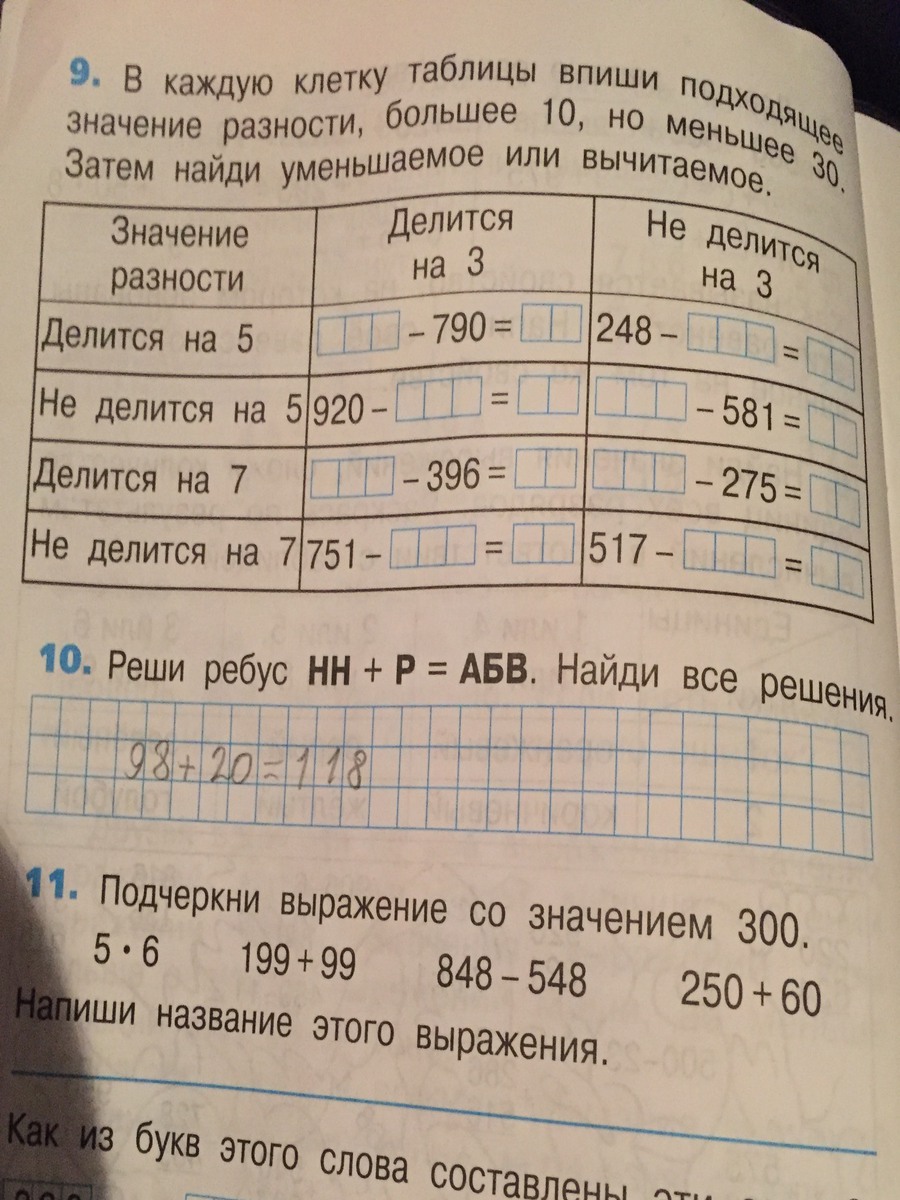 9. В каждую клетку таблицы впиши подходящее
значение разности, большее 10, но меньшее 30.
Затем найди уменьшаемое или вычитаемое.
Значение разности Делится на 3 Не делится на 3
Делится на 5 – 790 = 248 – =
Не делится на 5 920 – = – 581 =
Делится на 7 – 396 = – 275 =
Не делится на 7 751 – = 517 – =
10. Реши ребус НН + Р = АБВ. Найди все решения.
98+20=118
11. Подчеркни выражение со значением 300.
5 · 6 199 + 99 848 – 548 250 + 60
Напиши название этого выражения.
Как из букв этого слова составлены эти